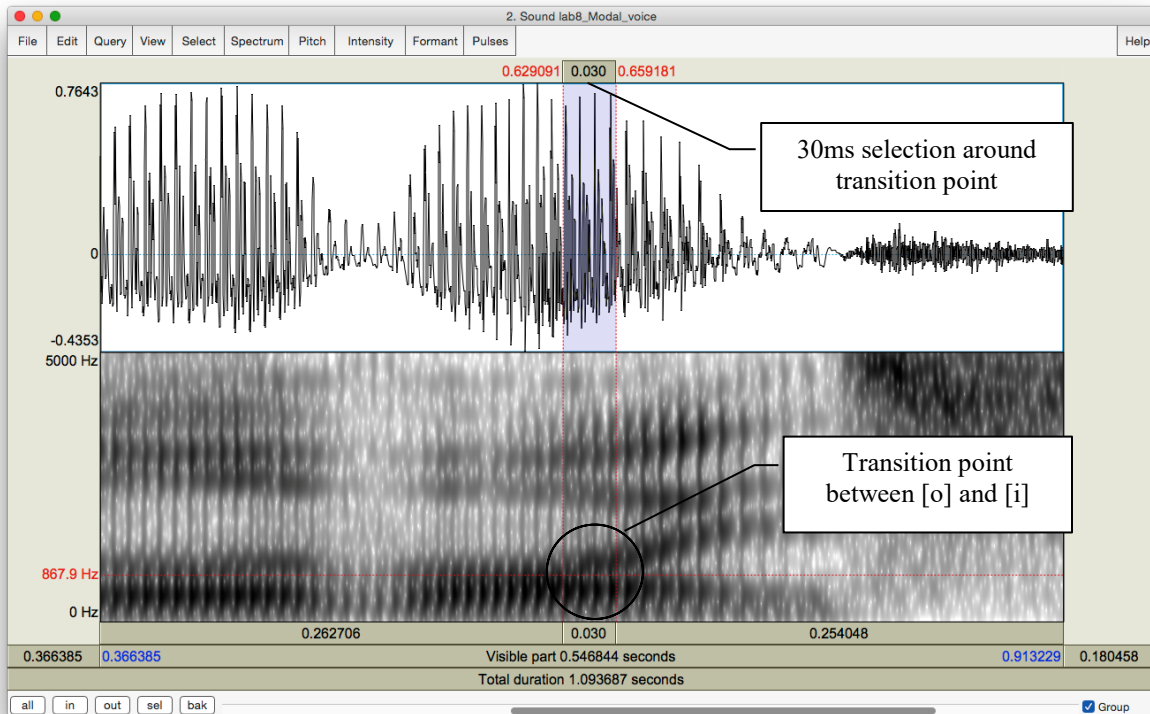 2. Sound lab8_Modal_voice
File Edit Query View Select Spectrum Pitch Intensity Formant Pulses Help
0.629091 0.030 0.659181
0.7643
30ms selection around
transition point
0
-0.4353
5000 Hz
Transition point
between [o] and [i]
867.9 Hz
0 Hz
0.262706 0.030 0.254048
0.366385 0.366385 Visible part 0.546844 seconds 0.913229 0.180458
Total duration 1.093687 seconds
all in out sel bak Group